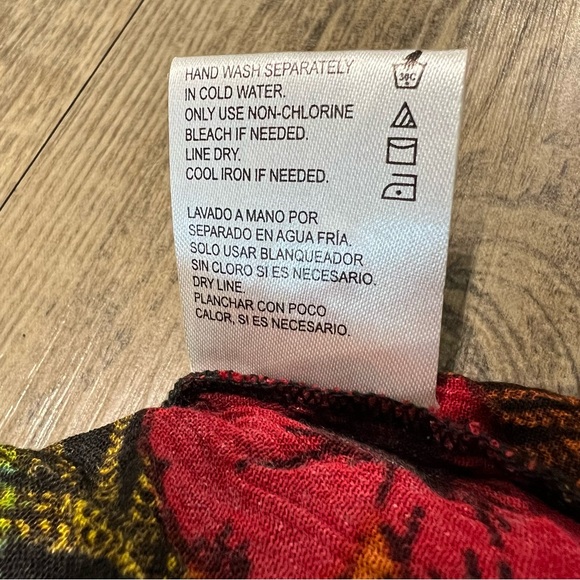 HAND WASH SEPARATELY
IN COLD WATER.
ONLY USE NON-CHLORINE
BLEACH IF NEEDED.
LINE DRY.
COOL IRON IF NEEDED.
LAVADO A MANO POR
SEPARADO EN AGUA FRÍA.
SOLO USAR BLANQUEADOR
SIN CLORO SI ES NECESARIO.
DRY LINE.
PLANCHAR CON POCO
CALOR, SI ES NECESARIO.
30C